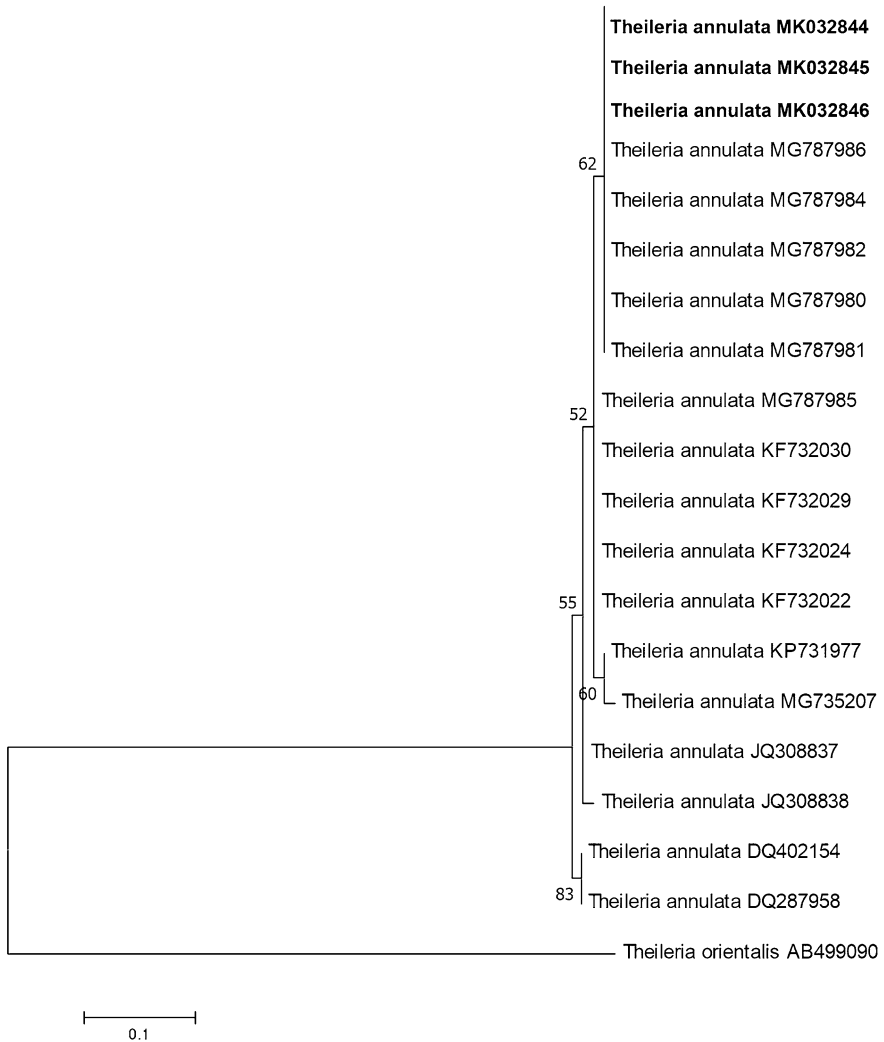 Theileria annulata MK032844
Theileria annulata MK032845
Theileria annulata MK032846
Theileria annulata MG787986
62
Theileria annulata MG787984
Theileria annulata MG787982
Theileria annulata MG787980
Theileria annulata MG787981
Theileria annulata MG787985
52
Theileria annulata KF732030
Theileria annulata KF732029
Theileria annulata KF732024
Theileria annulata KF732022
55
Theileria annulata KP731977
60
Theileria annulata MG735207
Theileria annulata JQ308837
Theileria annulata JQ308838
Theileria annulata DQ402154
83
Theileria annulata DQ287958
Theileria orientalis AB499090
0.1